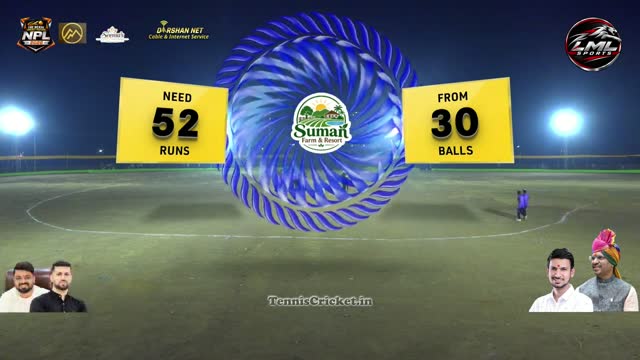 NPL
Seema's
DARSHAN NET
Cable & Internet Service
LML
SPORTS
NEED
52
RUNS
Suman
Farm & Resort
FROM
30
BALLS
TennisCricket.in